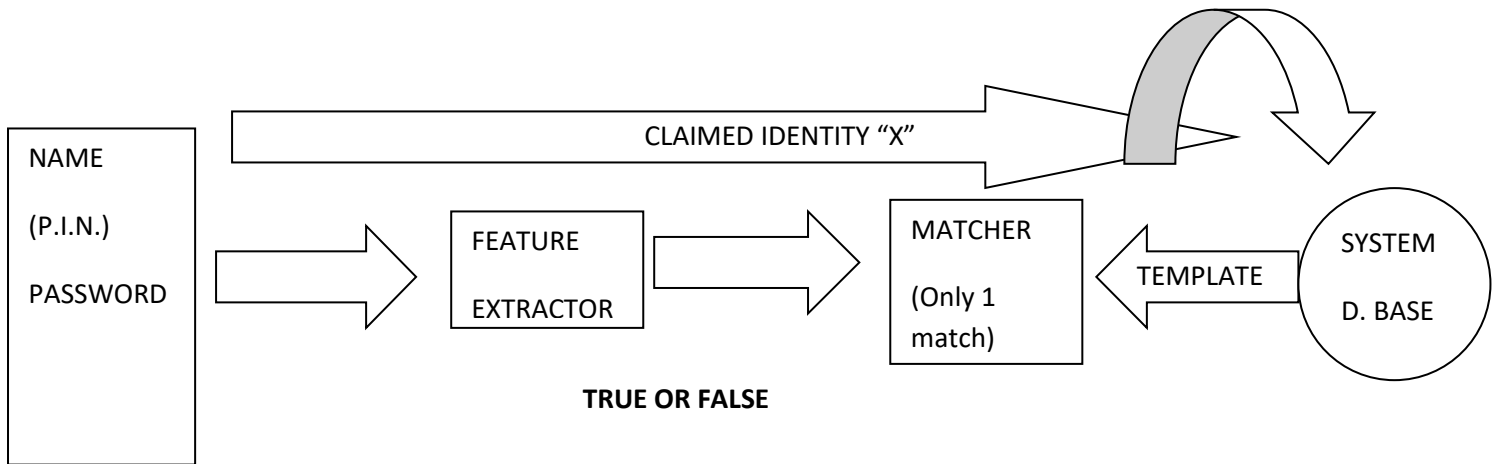 CLAIMED IDENTITY “X”
NAME
(P.I.N.)
PASSWORD
FEATURE
EXTRACTOR
MATCHER
(Only 1
match)
TEMPLATE
SYSTEM
D. BASE
TRUE OR FALSE